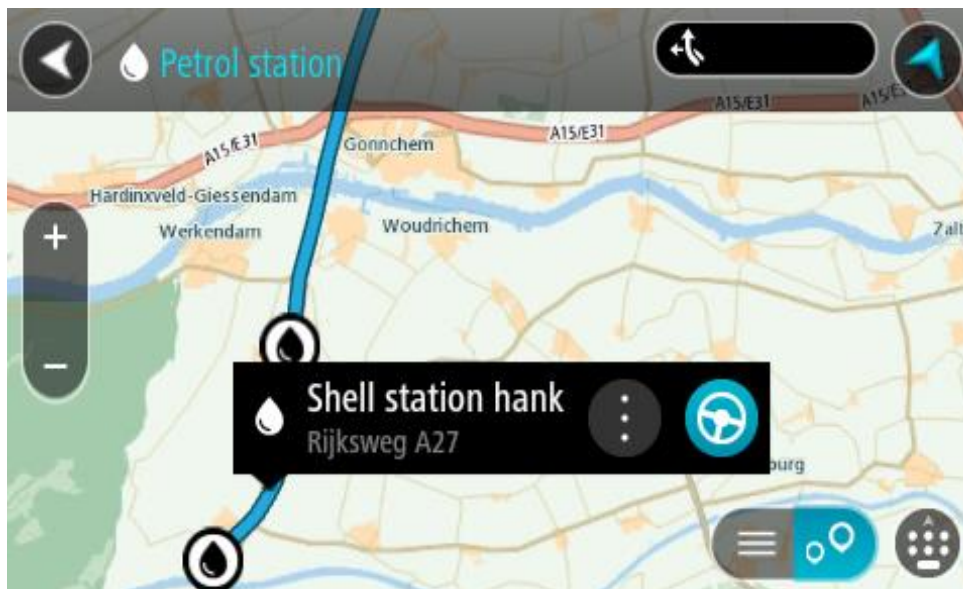 Petrol station
A15/E31
A15/E31
A15/E31
Gonnchem
A15/E31
Hardinxveld-Giessendam
Werkendam
Woudrichem
Shell station hank
Rijksweg A27